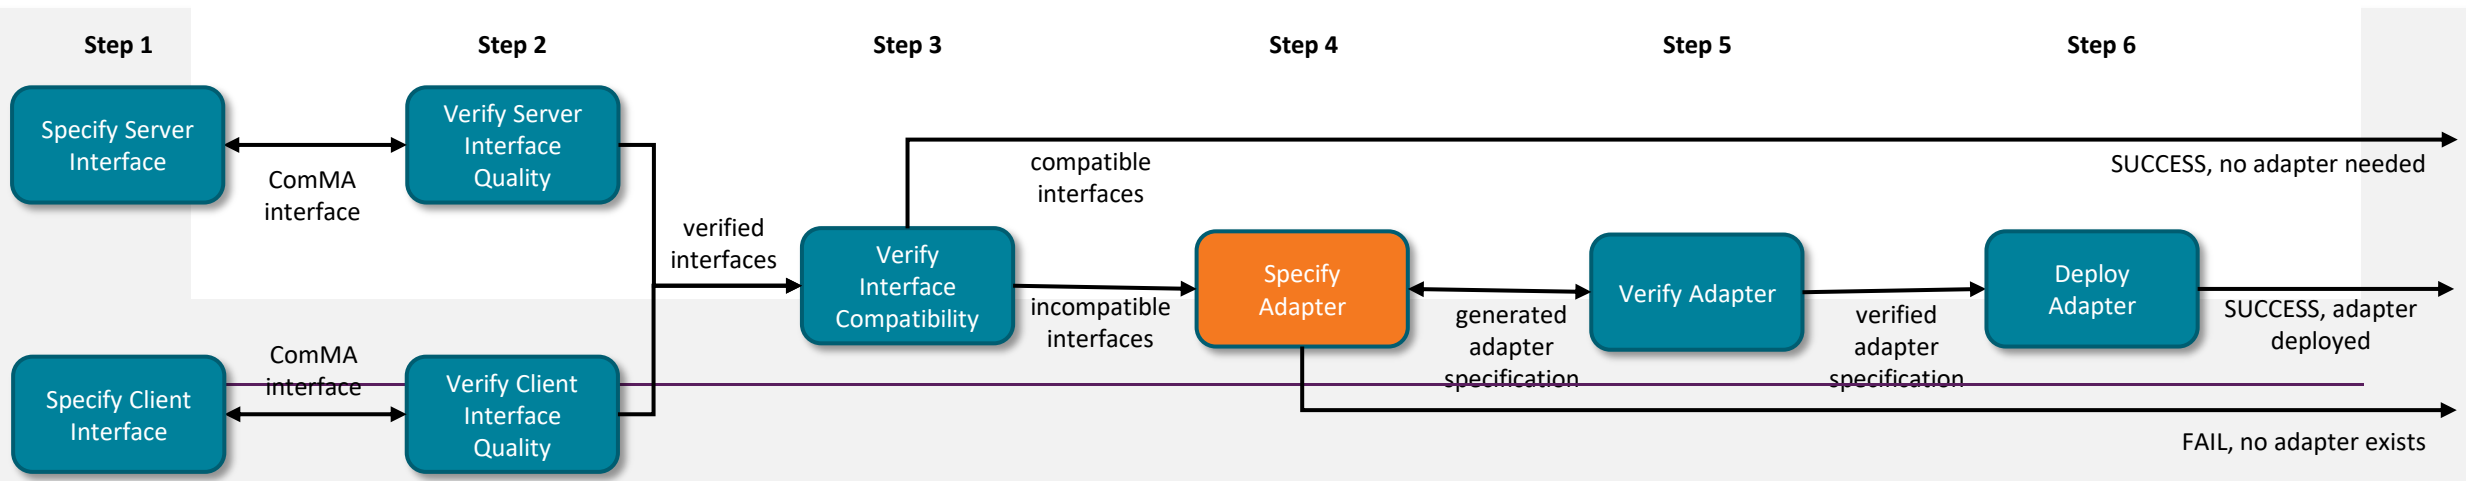 Step 1
Step 2
Step 3
Step 4
Step 5
Step 6
Specify Server
Interface
ComMA
interface
Verify Server
Interface
Quality
Specify Client
Interface
ComMA
interface
Verify Client
Interface
Quality
verified
interfaces
Verify
Interface
Compatibility
compatible
interfaces
SUCCESS, no adapter needed
incompatible
interfaces
Specify
Adapter
generated
adapter
specification
Verify Adapter
verified
adapter
specification
Deploy
Adapter
SUCCESS, adapter
deployed
FAIL, no adapter exists